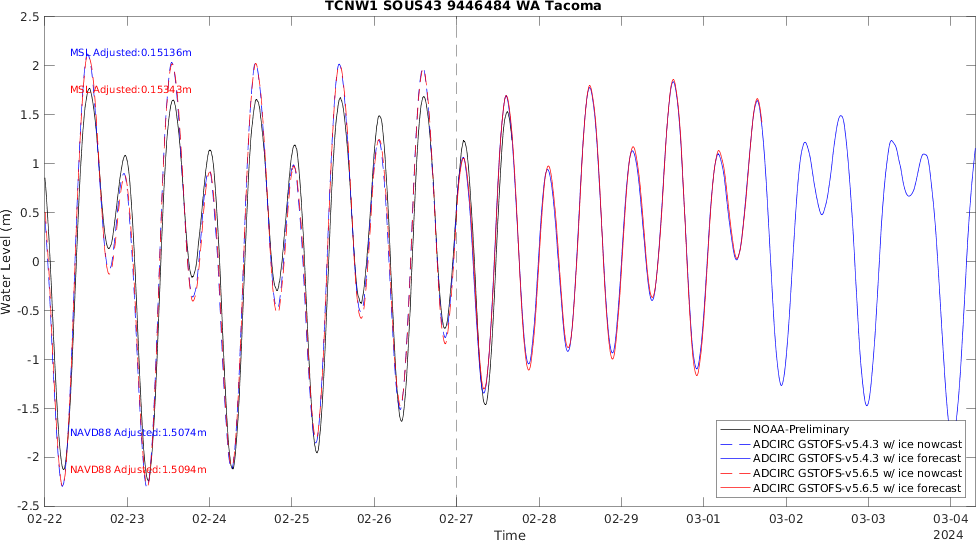 TCNW1 SOUS43 9446484 WA Tacoma
2.5
2
1.5
1
0.5
0
-0.5
-1
-1.5
-2
-2.5
Water Level (m)
MSL Adjusted:0.15136m
MSL Adjusted:0.15343m
NAVD88 Adjusted:1.5074m
NAVD88 Adjusted:1.5094m
NOAA-Preliminary
ADCIRC GSTOFS-v5.4.3 w/ ice nowcast
ADCIRC GSTOFS-v5.4.3 w/ ice forecast
ADCIRC GSTOFS-v5.6.5 w/ ice nowcast
ADCIRC GSTOFS-v5.6.5 w/ ice forecast
02-22 02-23 02-24 02-25 02-26 02-27 02-28 02-29 03-01 03-02 03-03 03-04
Time
2024